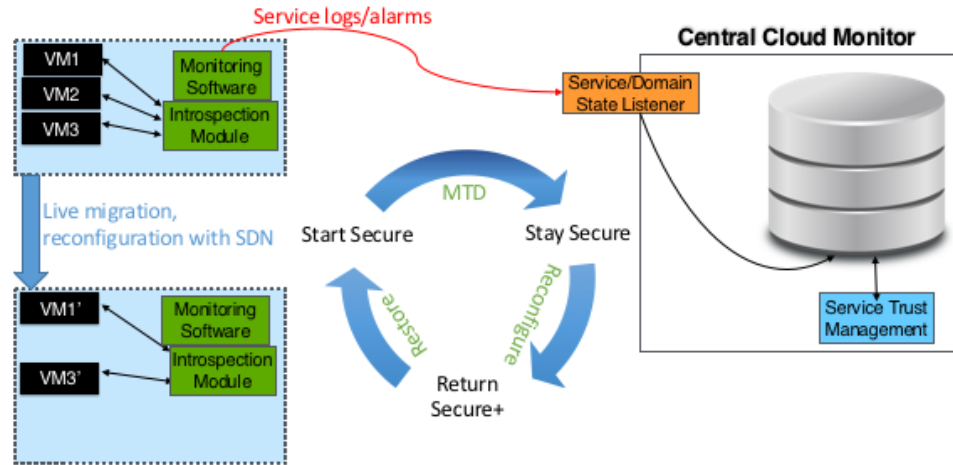 Service logs/alarms
Central Cloud Monitor
VM1
VM2
VM3
Monitoring
Software
Introspection
Module
Service/Domain
State Listener
MTD
Live migration,
reconfiguration with SDN
Start Secure
Stay Secure
Restore
Reconfigure
Return
Secure+
VM1'
VM3'
Monitoring
Software
Introspection
Module
Service Trust
Management